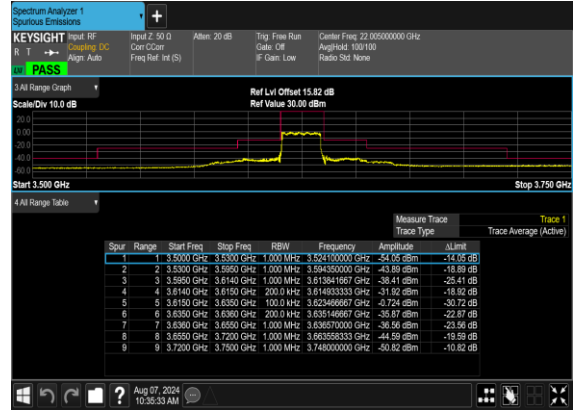 Spectrum Analyzer 1
Spurious Emissions
KEYSIGHT Input: RF Input Z: 50 Ω Atten: 20 dB Trig: Free Run Center Freq: 22.005000000 GHz
R T Coupling: DC Corr CCorr Gate: Off Avg|Hold: 100/100
Align: Auto Freq Ref: Int (S) IF Gain: Low Radio Std: None
PASS
3 All Range Graph
Ref Lvl Offset 15.82 dB
Scale/Div 10.0 dB Ref Value 30.00 dBm
20.0
0.00
-20.0
-40.0
-60.0
Start 3.500 GHz Stop 3.750 GHz
4 All Range Table
Measure Trace Trace 1
Trace Type Trace Average (Active)
Spur Range Start Freq Stop Freq RBW Frequency Amplitude ΔLimit
1 1 3.5000 GHz 3.5300 GHz 1.000 MHz 3.524100000 GHz -54.05 dBm -14.05 dB
2 2 3.5300 GHz 3.5950 GHz 1.000 MHz 3.594350000 GHz -43.89 dBm -18.89 dB
3 3 3.5950 GHz 3.6140 GHz 1.000 MHz 3.613841667 GHz -38.41 dBm -25.41 dB
4 4 3.6140 GHz 3.6150 GHz 200.0 kHz 3.614933333 GHz -31.92 dBm -18.92 dB
5 5 3.6150 GHz 3.6350 GHz 100.0 kHz 3.623466667 GHz -0.724 dBm -30.72 dB
6 6 3.6350 GHz 3.6360 GHz 200.0 kHz 3.635146667 GHz -35.87 dBm -22.87 dB
7 7 3.6360 GHz 3.6550 GHz 1.000 MHz 3.636570000 GHz -36.56 dBm -23.56 dB
8 8 3.6550 GHz 3.7200 GHz 1.000 MHz 3.663558333 GHz -44.59 dBm -19.59 dB
9 9 3.7200 GHz 3.7500 GHz 1.000 MHz 3.748000000 GHz -50.82 dBm -10.82 dB
Aug 07, 2024
10:35:33 AM